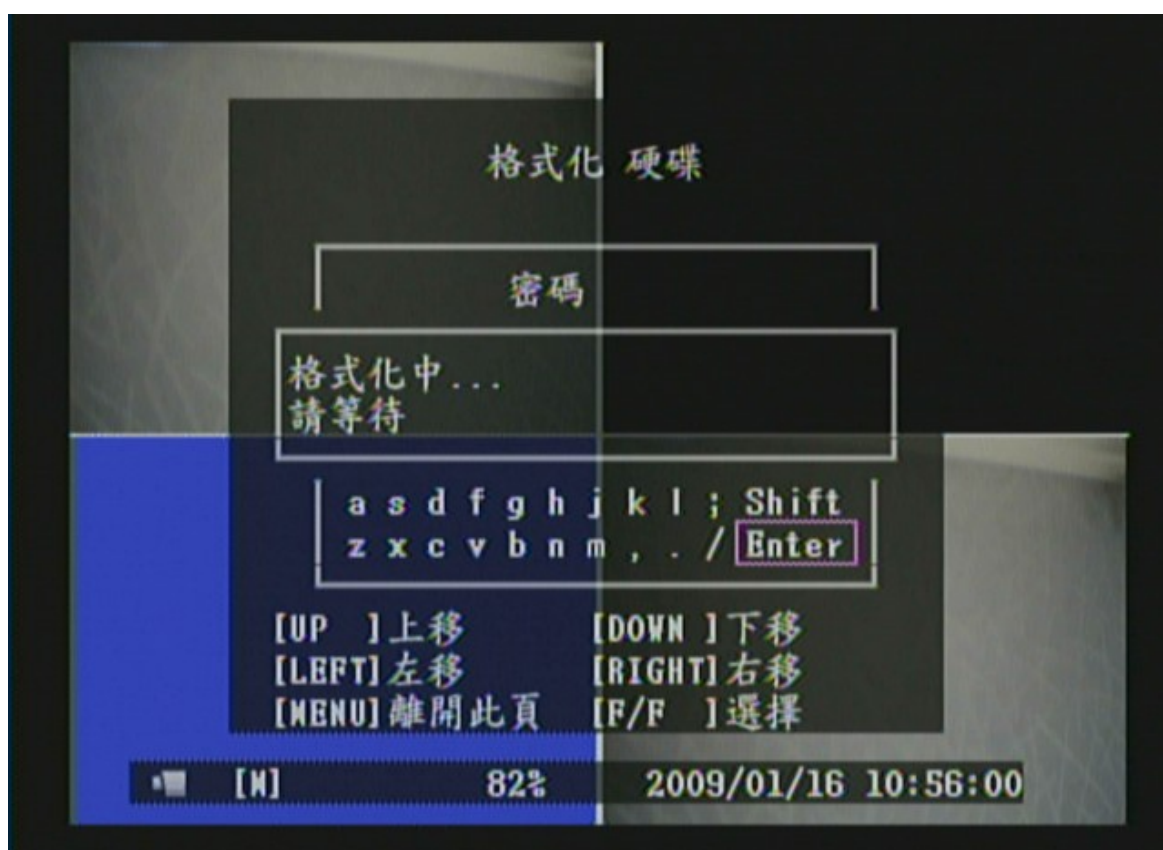 格式化 硬碟
密碼
格式化中...
請等待
a s d f g h j k l ; Shift
z x c v b n m , . / Enter
[UP ]上移 [DOWN ]下移
[LEFT]左移 [RIGHT]右移
[MENU]離開此頁 [F/F ]選擇
[M] 82% 2009/01/16 10:56:00